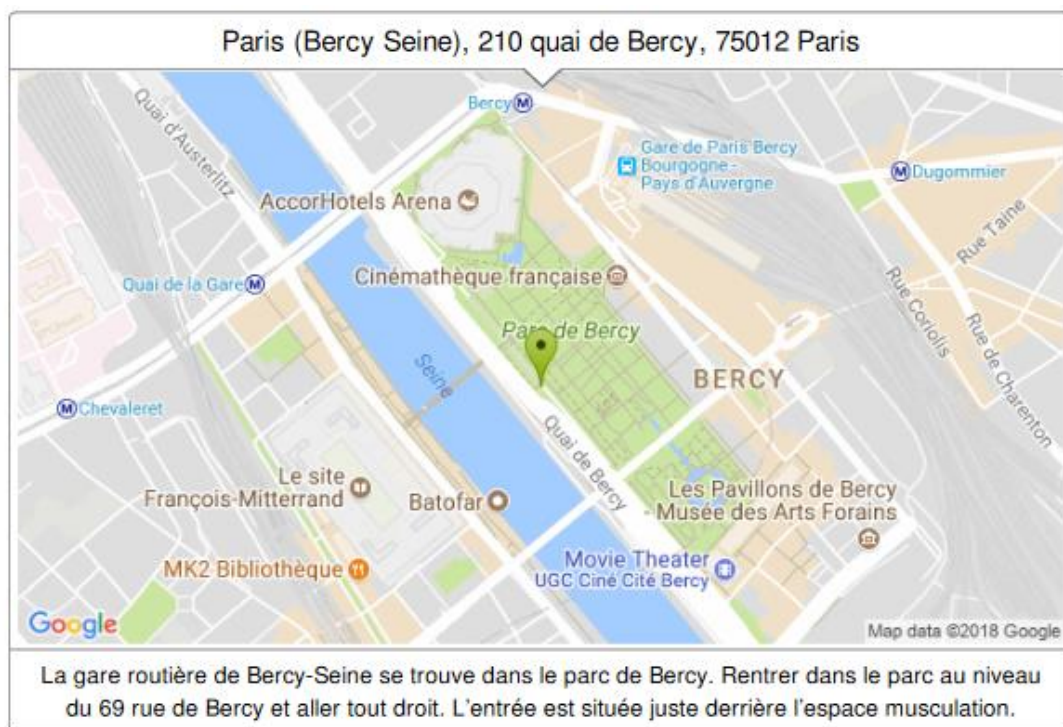 Paris (Bercy Seine), 210 quai de Bercy, 75012 Paris
Quai d'Austerlitz
Bercy M
Gare de Paris Bercy
Bourgogne -
Pays d'Auvergne
M Dugommier
AccorHotels Arena
Rue Taine
Cinémathèque française
Quai de la Gare M
Rue Coriolis
Parc de Bercy
Rue de Charenton
Seine
BERCY
M Chevaleret
Quai de Bercy
Le site
François-Mitterrand
Batofar
Les Pavillons de Bercy
- Musée des Arts Forains
MK2 Bibliothèque
Movie Theater
UGC Ciné Cité Bercy
Google
Map data ©2018 Google
La gare routière de Bercy-Seine se trouve dans le parc de Bercy. Rentrer dans le parc au niveau
du 69 rue de Bercy et aller tout droit. L'entrée est située juste derrière l'espace musculation.